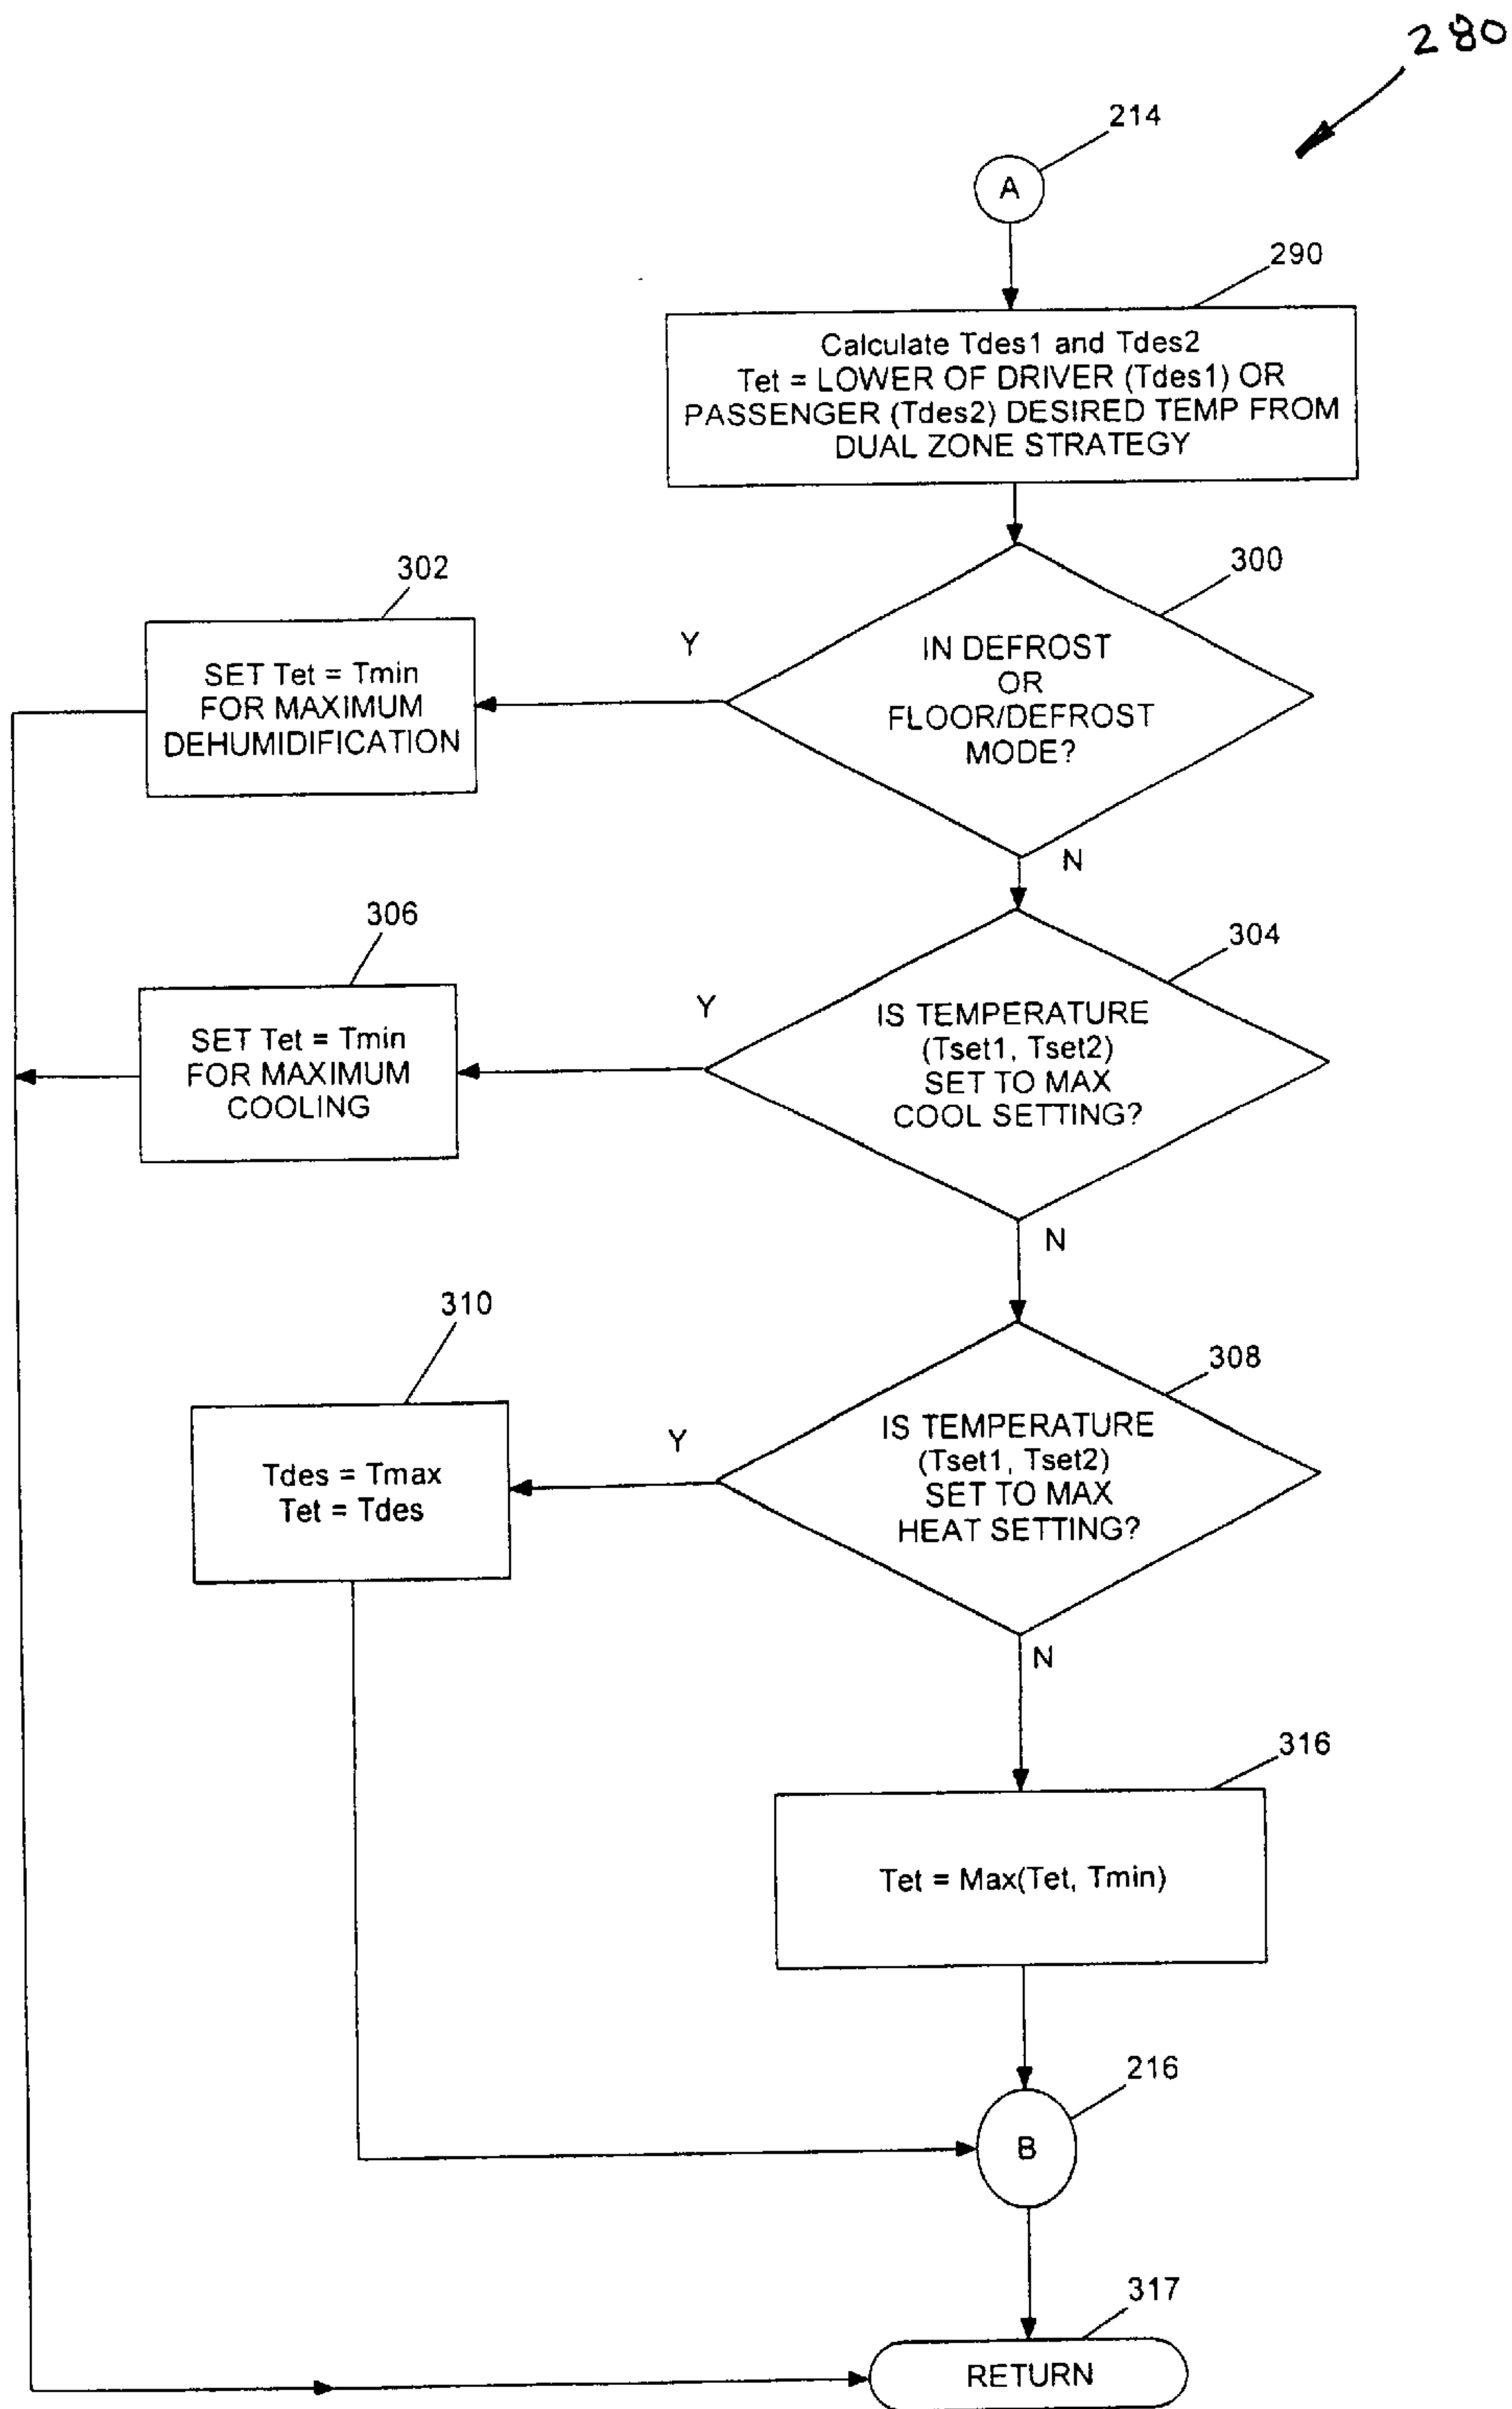 280
214
A
290
Calculate Tdes1 and Tdes2
Tet = LOWER OF DRIVER (Tdes1) OR
PASSENGER (Tdes2) DESIRED TEMP FROM
DUAL ZONE STRATEGY
302
SET Tet = Tmin
FOR MAXIMUM
DEHUMIDIFICATION
Y
300
IN DEFROST
OR
FLOOR/DEFROST
MODE?
N
306
SET Tet = Tmin
FOR MAXIMUM
COOLING
Y
304
IS TEMPERATURE
(Tset1, Tset2)
SET TO MAX
COOL SETTING?
N
310
Tdes = Tmax
Tet = Tdes
Y
308
IS TEMPERATURE
(Tset1, Tset2)
SET TO MAX
HEAT SETTING?
N
316
Tet = Max(Tet, Tmin)
216
B
317
RETURN